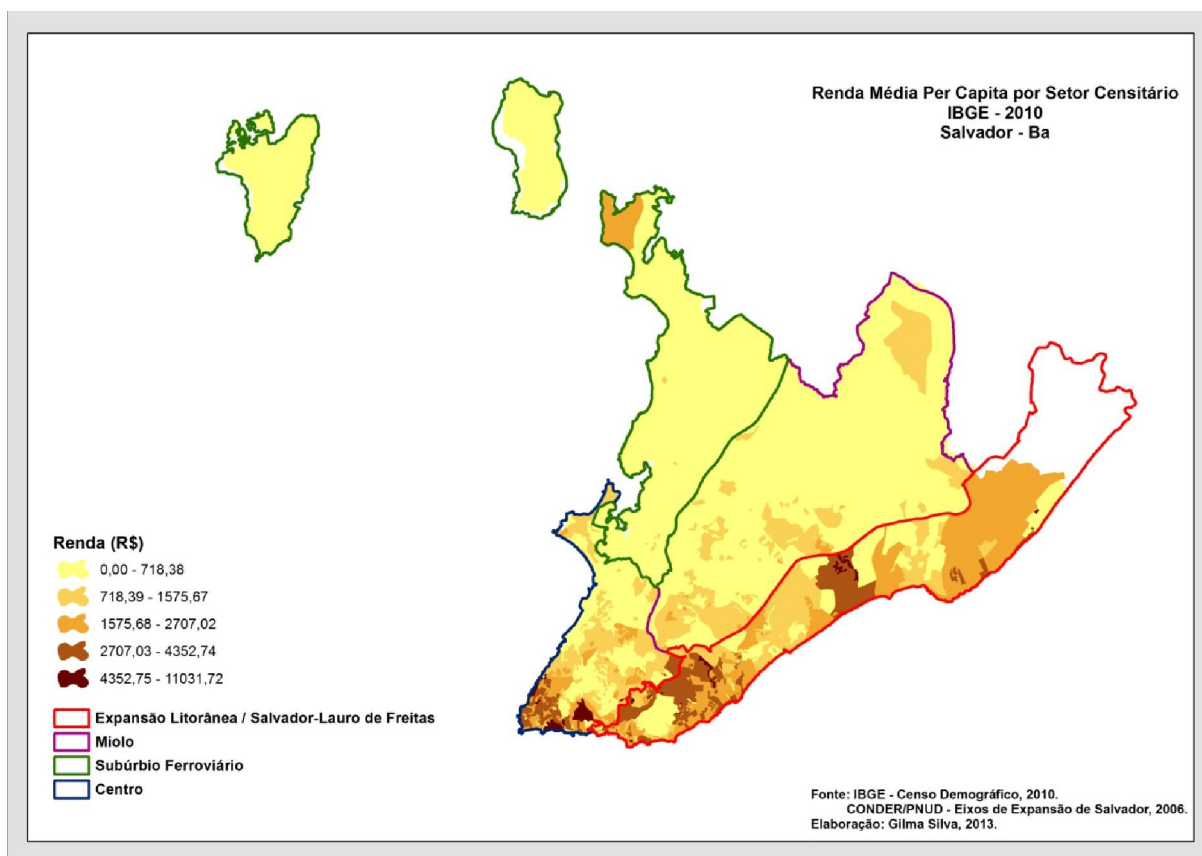 Renda Média Per Capita por Setor Censitário
IBGE - 2010
Salvador - Ba
Renda (R$)
0,00 - 718,38
718,39 - 1575,67
1575,68 - 2707,02
2707,03 - 4352,74
4352,75 - 11031,72
Expansão Litorânea / Salvador-Lauro de Freitas
Miolo
Subúrbio Ferroviário
Centro
Fonte: IBGE - Censo Demográfico, 2010.
CONDER/PNUD - Eixos de Expansão de Salvador, 2006.
Elaboração: Gilma Silva, 2013.